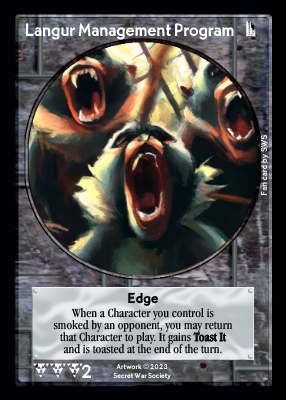 Langur Management Program
Fan card by SWS
Edge
When a Character you control is
smoked by an opponent, you may return
that Character to play. It gains Toast It
and is toasted at the end of the turn.
2
Artwork © 2023
Secret War Society